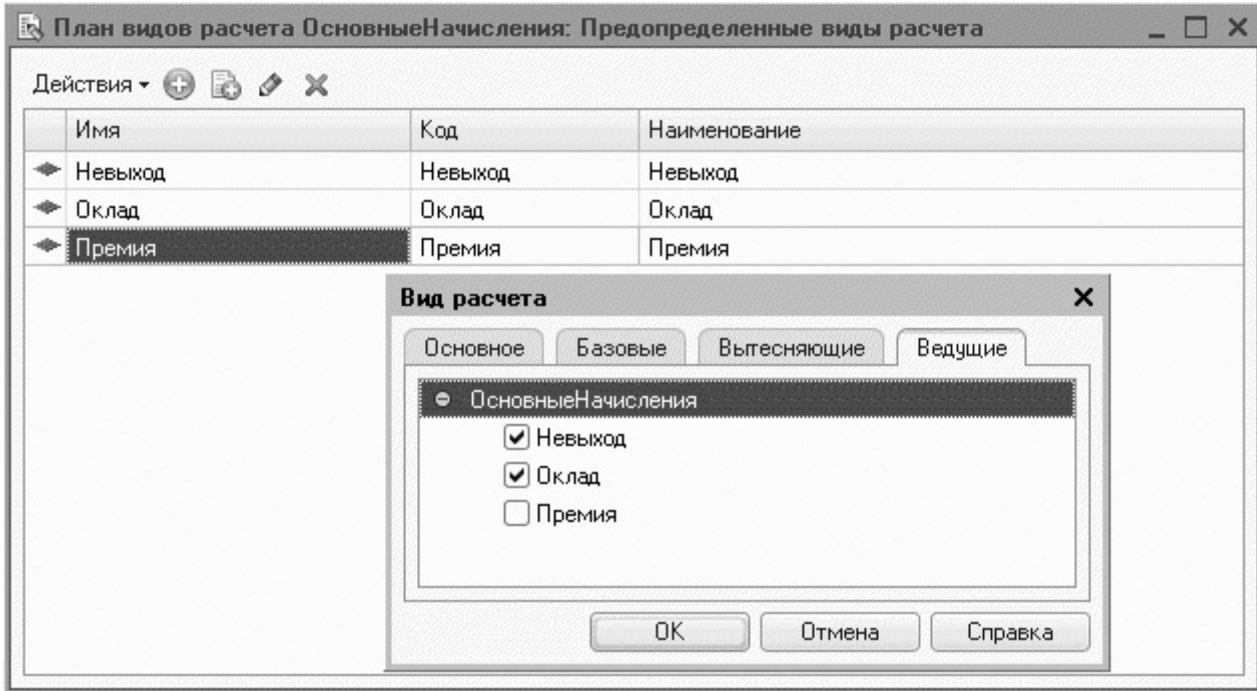 План видов расчета ОсновныеНачисления: Предопределенные виды расчета
Действия
Имя Код Наименование
Невыход Невыход Невыход
Оклад Оклад Оклад
Премия Премия Премия
Вид расчета
Основное Базовые Вытесняющие Ведущие
ОсновныеНачисления
Невыход
Оклад
Премия
OK Отмена Справка